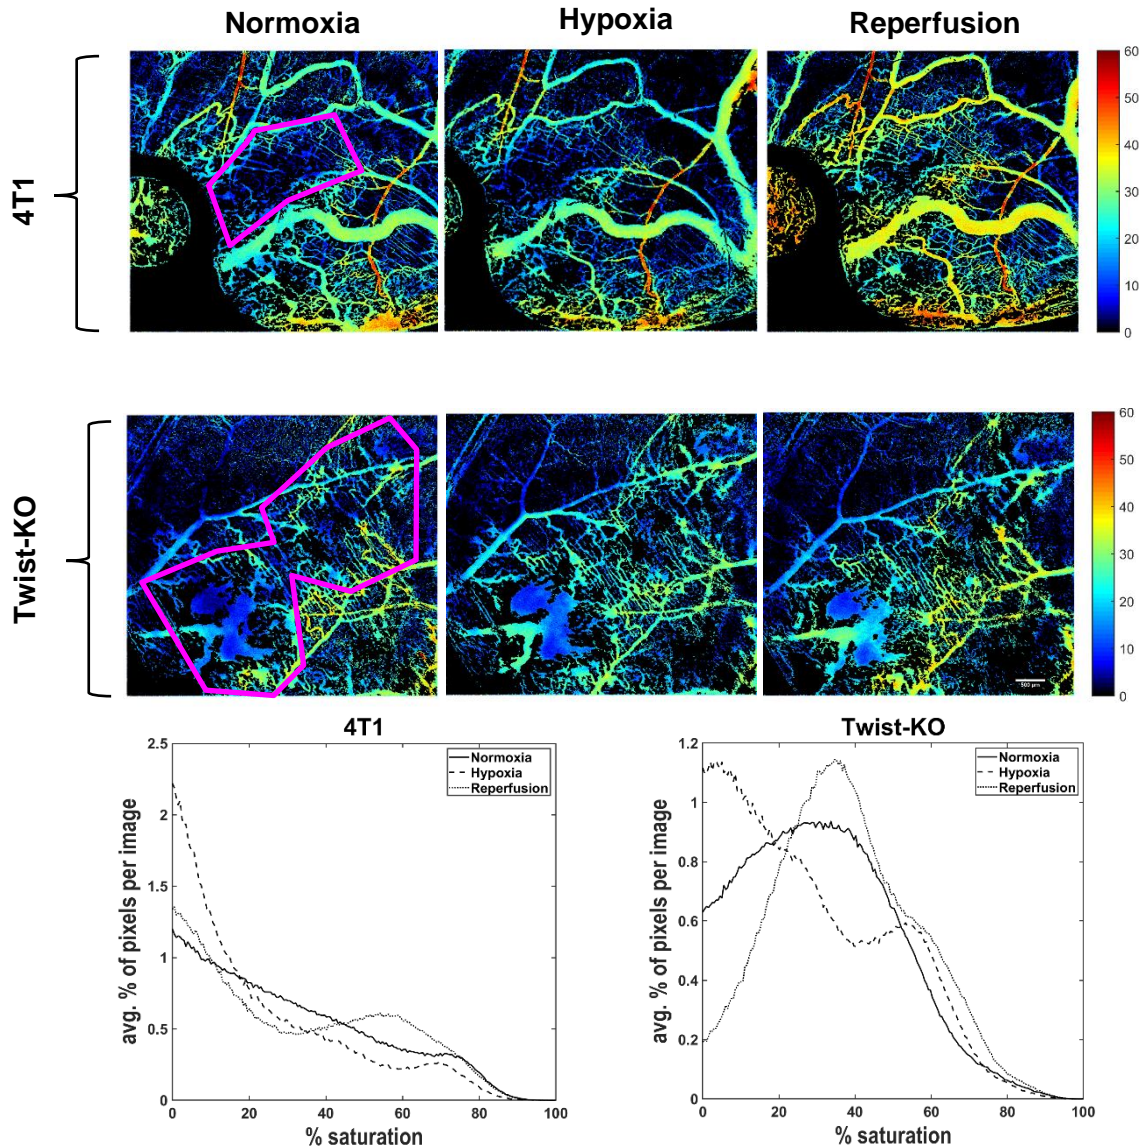 Normoxia Hypoxia Reperfusion
4T1
60
50
40
30
20
10
0
Twist-KO
60
50
40
30
20
10
0
500 µm
4T1
2.5
2
1.5
1
0.5
0
avg. % of pixels per image
Normoxia
Hypoxia
Reperfusion
0 20 40 60 80 100
% saturation
Twist-KO
1.2
1
0.8
0.6
0.4
0.2
0
avg. % of pixels per image
Normoxia
Hypoxia
Reperfusion
0 20 40 60 80 100
% saturation